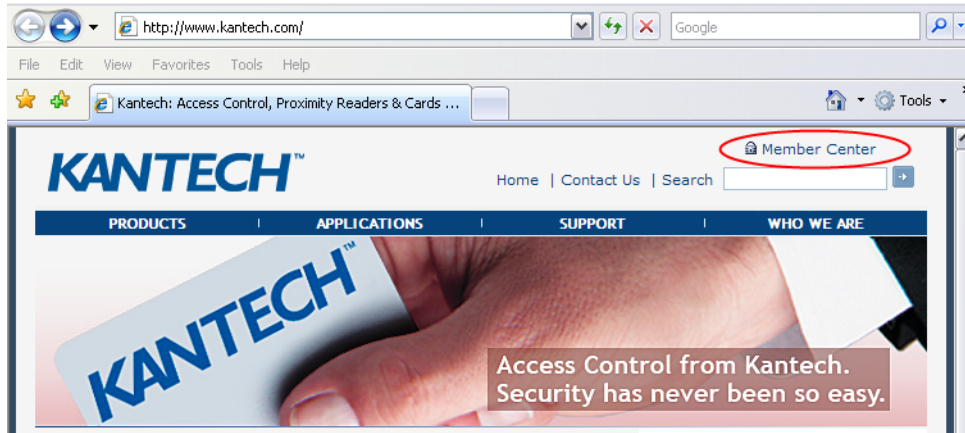 http://www.kantech.com/
Google
File Edit View Favorites Tools Help
Kantech: Access Control, Proximity Readers & Cards ...
Tools
Member Center
KANTECH™
Home | Contact Us | Search
PRODUCTS | APPLICATIONS | SUPPORT | WHO WE ARE
KANTECH™
Access Control from Kantech.
Security has never been so easy.